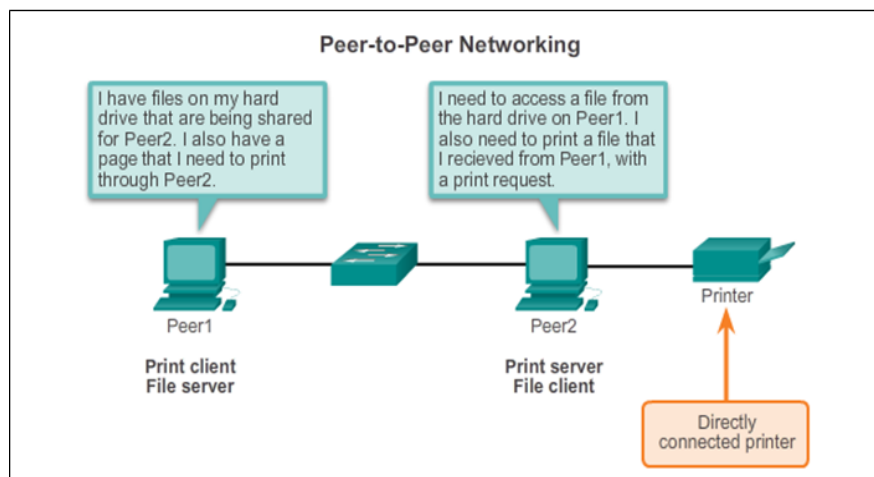 Peer-to-Peer Networking
I have files on my hard
drive that are being shared
for Peer2. I also have a
page that I need to print
through Peer2.
I need to access a file from
the hard drive on Peer1. I
also need to print a file that
I recieved from Peer1, with
a print request.
Peer1
Print client
File server
Peer2
Print server
File client
Printer
Directly
connected printer